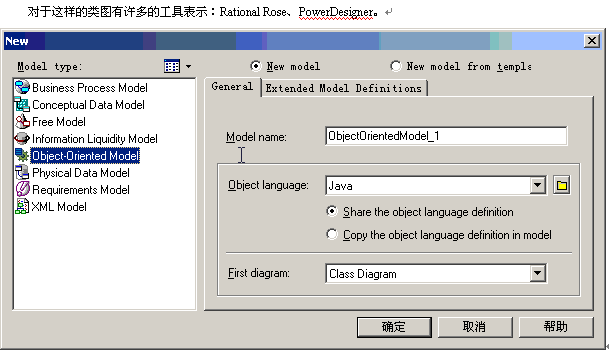 对于这样的类图有许多的工具表示：Rational Rose、PowerDesigner。
New
Model type:
New model
New model from templa
Business Process Model
Conceptual Data Model
Free Model
Information Liquidity Model
Object-Oriented Model
Physical Data Model
Requirements Model
XML Model
General
Extended Model Definitions
Model name:
ObjectOrientedModel_1
Object language:
Java
Share the object language definition
Copy the object language definition in model
First diagram:
Class Diagram
确定
取消
帮助